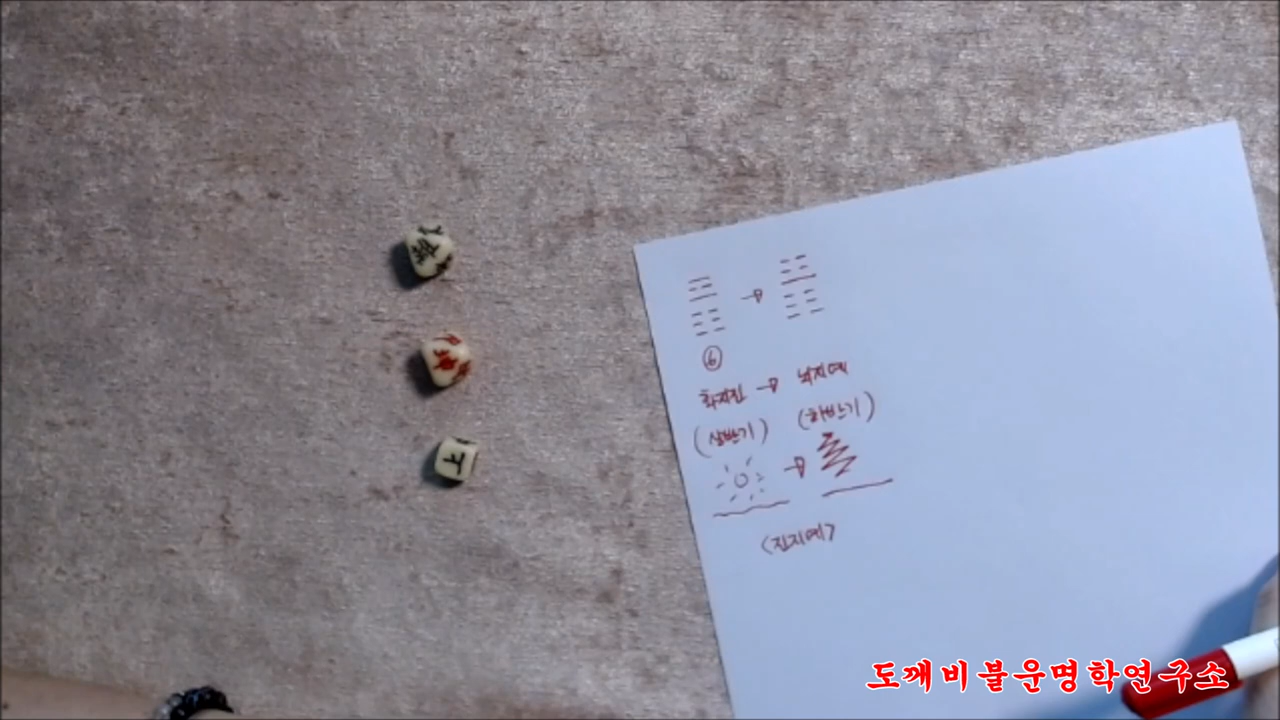 ⑥
화지진 → 뇌지예
(상반기) (하반기)
<진지예>
도깨비불운명학연구소